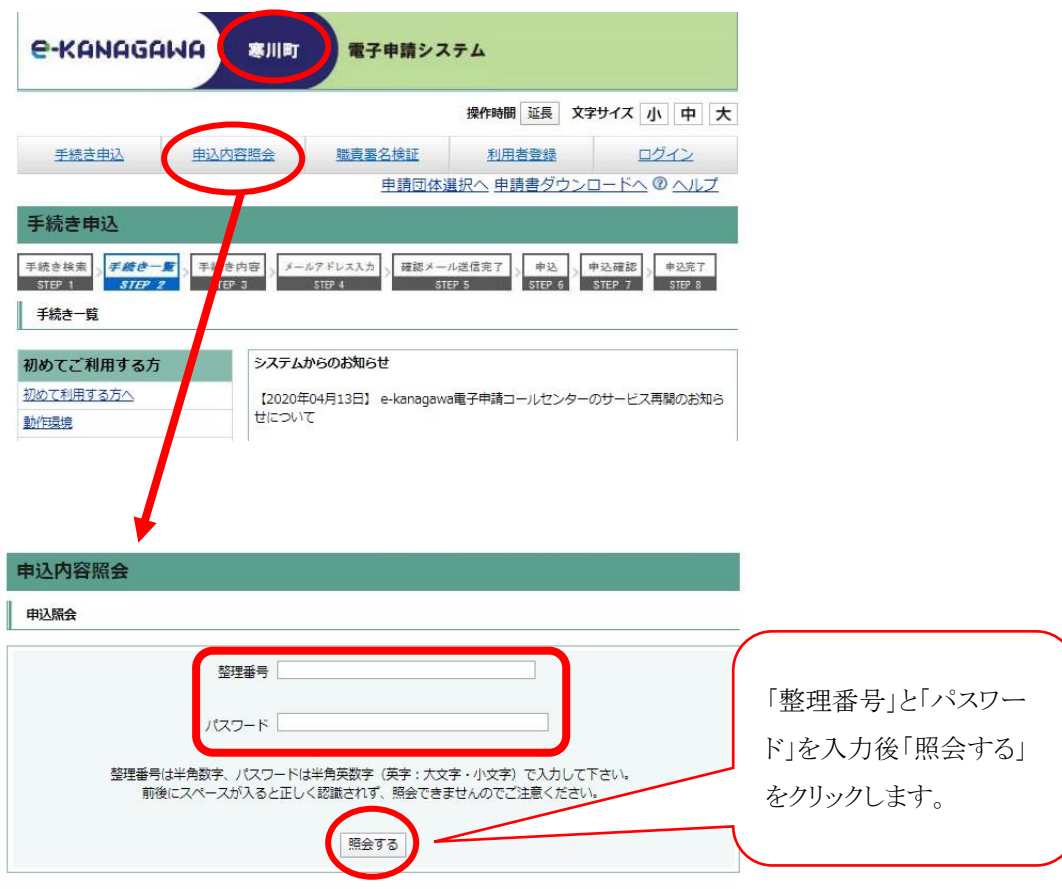 e-KANAGAWA 寒川町 電子申請システム
操作時間 延長 文字サイズ 小 中 大
手続き申込 申込内容照会 職責署名検証 利用者登録 ログイン
申請団体選択へ 申請書ダウンロードへ ? ヘルプ
手続き申込
手続き検索 手続き一覧 手続き内容 メールアドレス入力 確認メール送信完了 申込 申込確認 申込完了
STEP 1 STEP 2 STEP 3 STEP 4 STEP 5 STEP 6 STEP 7 STEP 8
手続き一覧
初めてご利用する方
初めて利用する方へ
動作環境
システムからのお知らせ
【2020年04月13日】 e-kanagawa電子申請コールセンターのサービス再開のお知ら
せについて
申込内容照会
申込照会
整理番号
パスワード
整理番号は半角数字、パスワードは半角英数字（英字：大文字・小文字）で入力して下さい。
前後にスペースが入ると正しく認識されず、照会できませんのでご注意ください。
照会する
「整理番号」と「パスワー
ド」を入力後「照会する」
をクリックします。